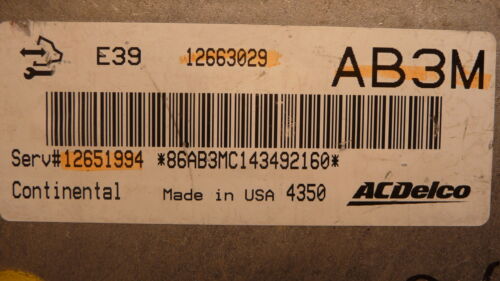 E39 12663029 AB3M
Serv#12651994 *86AB3MC143492160*
Continental Made in USA 4350 ACDelco